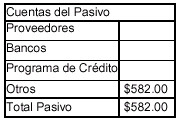 Cuentas del Pasivo
Proveedores
Bancos
Programa de Crédito
Otros $582.00
Total Pasivo $582.00